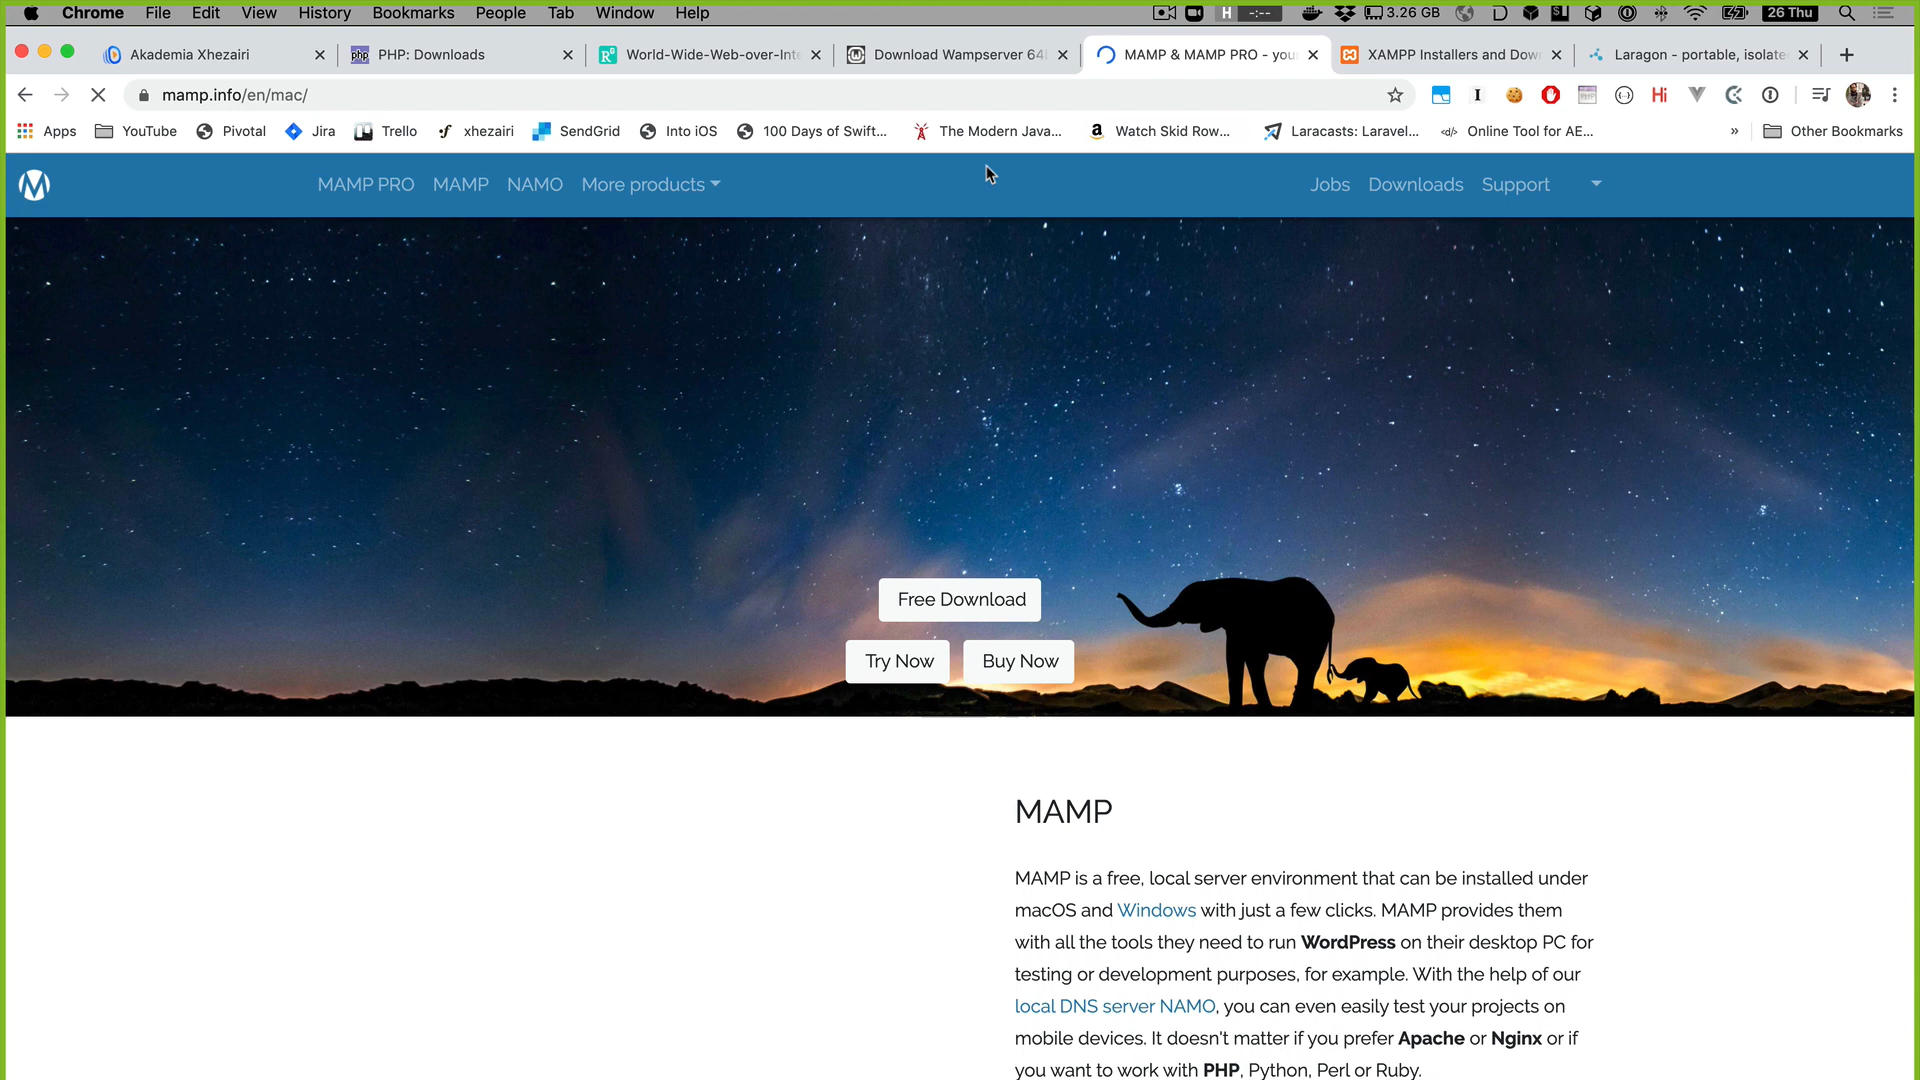 Chrome File Edit View History Bookmarks People Tab Window Help H -:-- 3.26 GB 26 Thu
Akademia Xhezairi PHP: Downloads World-Wide-Web-over-Inte Download Wampserver 64 MAMP & MAMP PRO - you XAMPP Installers and Dow Laragon - portable, isolate
mamp.info/en/mac/
Apps YouTube Pivotal Jira Trello xhezairi SendGrid Into iOS 100 Days of Swift... The Modern Java... Watch Skid Row... Laracasts: Laravel... Online Tool for AE... » Other Bookmarks
MAMP PRO MAMP NAMO More products Jobs Downloads Support
Free Download
Try Now Buy Now
MAMP
MAMP is a free, local server environment that can be installed under
macOS and Windows with just a few clicks. MAMP provides them
with all the tools they need to run WordPress on their desktop PC for
testing or development purposes, for example. With the help of our
local DNS server NAMO, you can even easily test your projects on
mobile devices. It doesn't matter if you prefer Apache or Nginx or if
you want to work with PHP, Python, Perl or Ruby.